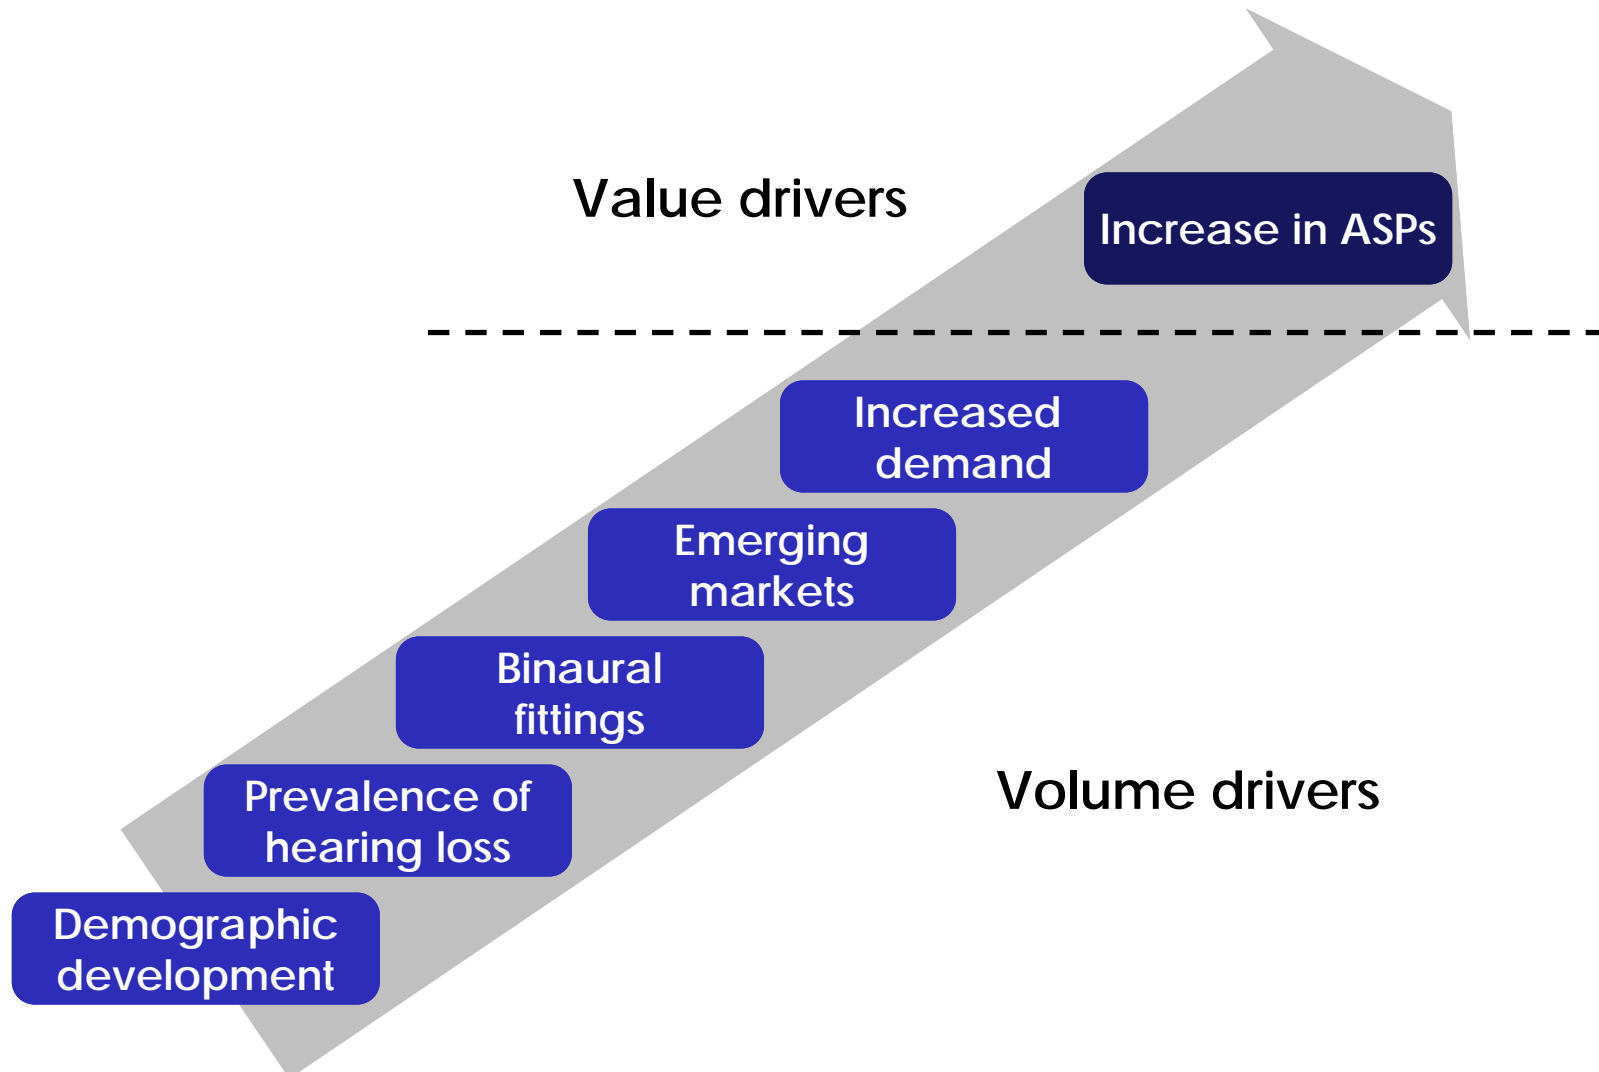 Value drivers
Increase in ASPs
Increased
demand
Emerging
markets
Binaural
fittings
Volume drivers
Prevalence of
hearing loss
Demographic
development